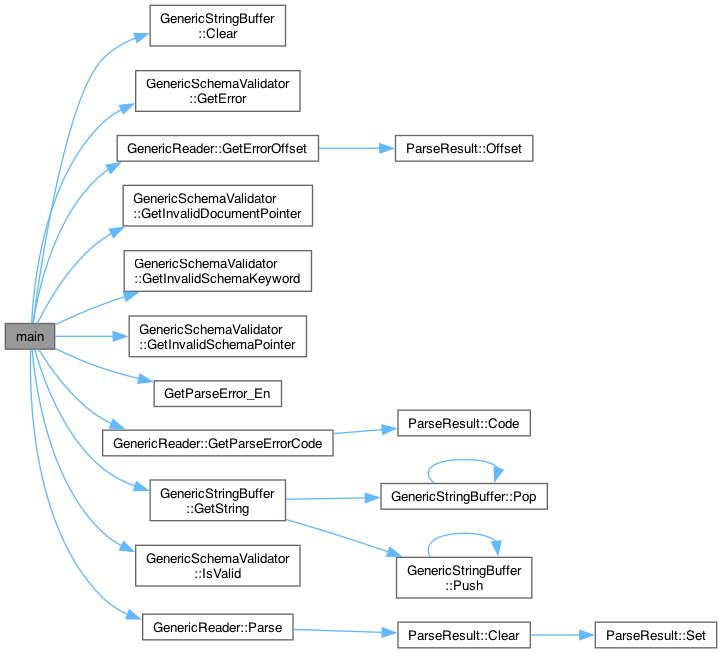 GenericStringBuffer
::Clear
GenericSchemaValidator
::GetError
GenericReader::GetErrorOffset
ParseResult::Offset
GenericSchemaValidator
::GetInvalidDocumentPointer
GenericSchemaValidator
::GetInvalidSchemaKeyword
main
GenericSchemaValidator
::GetInvalidSchemaPointer
GetParseError_En
GenericReader::GetParseErrorCode
ParseResult::Code
GenericStringBuffer
::GetString
GenericStringBuffer::Pop
GenericSchemaValidator
::IsValid
GenericStringBuffer
::Push
GenericReader::Parse
ParseResult::Clear
ParseResult::Set